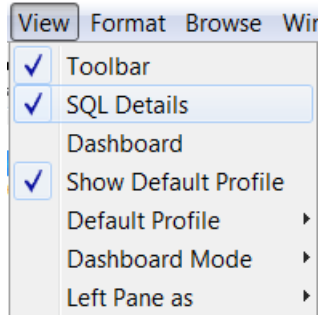 View Format Browse
Toolbar
SQL Details
Dashboard
Show Default Profile
Default Profile
Dashboard Mode
Left Pane as